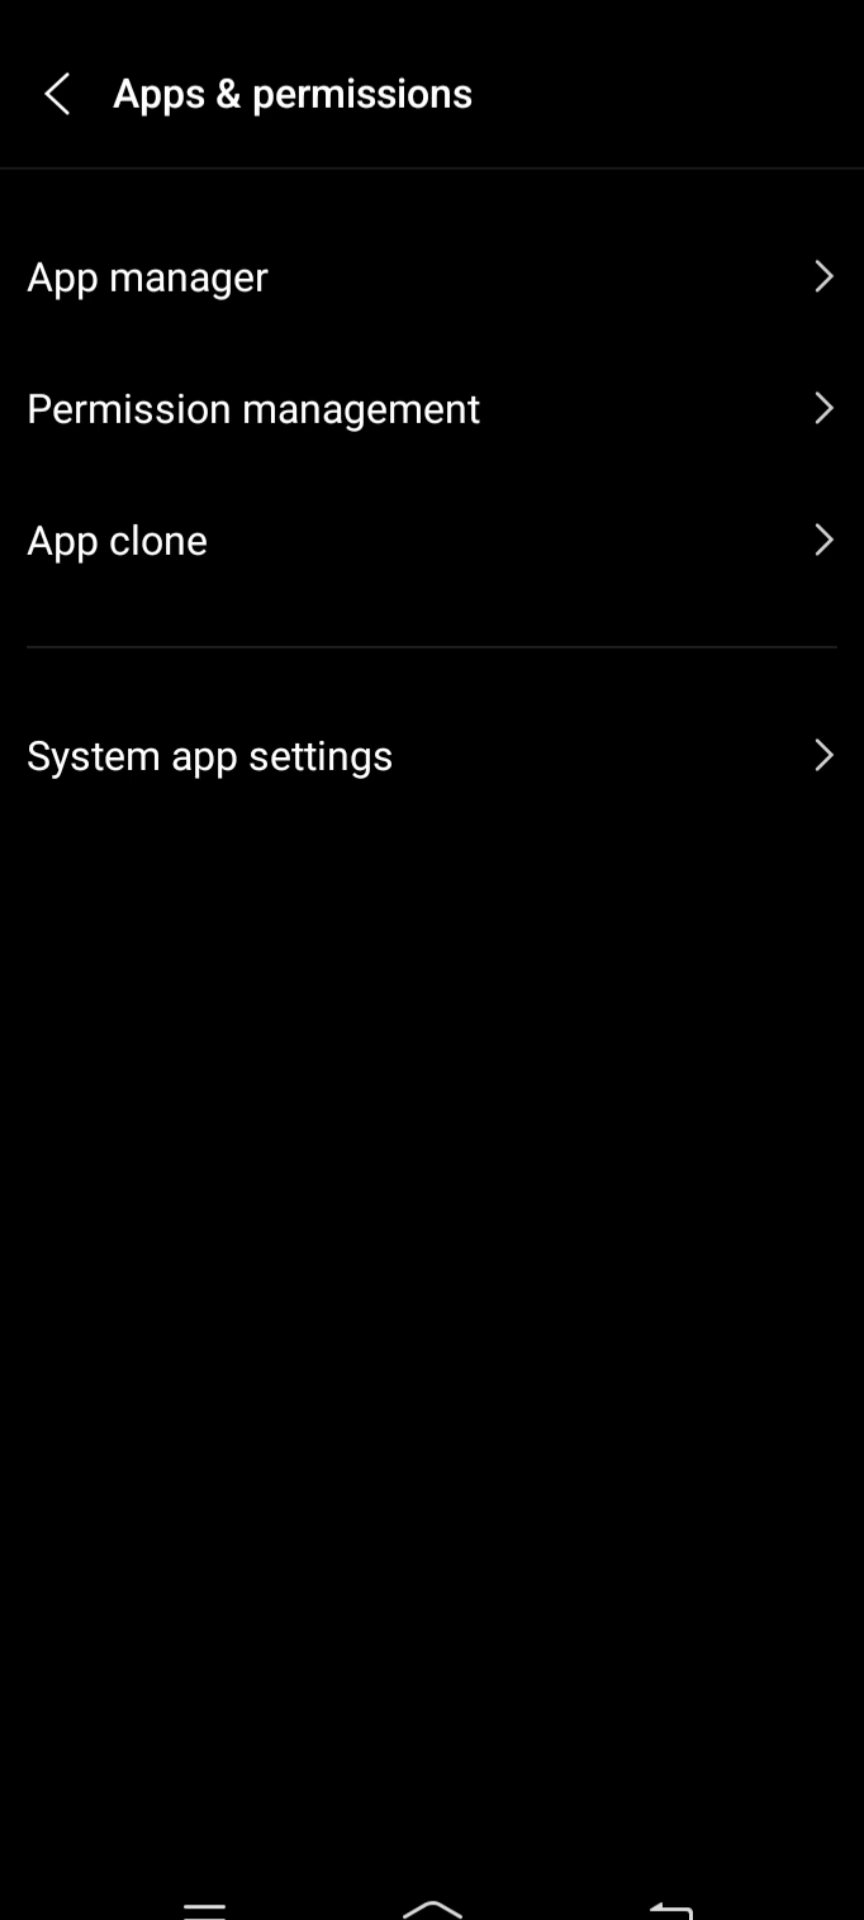 Apps & permissions
App manager
Permission management
App clone
System app settings